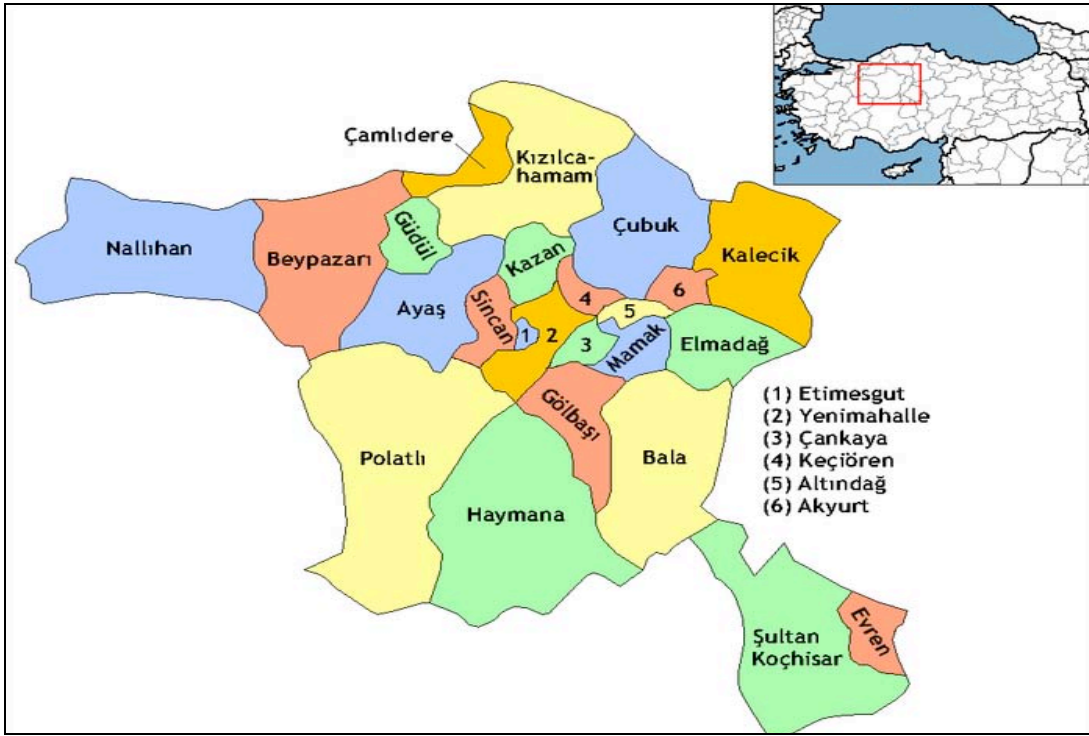 Çamlıdere
Kızılca-
hamam
Çubuk
Nallıhan
Beypazarı
Güdül
Kazan
Kalecik
Ayaş
Sincan
4
6
5
1
2
3
Mamak
Elmadağ
Gölbaşı
Polatlı
Bala
Haymana
(1) Etimesgut
(2) Yenimahalle
(3) Çankaya
(4) Keçiören
(5) Altındağ
(6) Akyurt
Şultan
Koçhisar
Evren